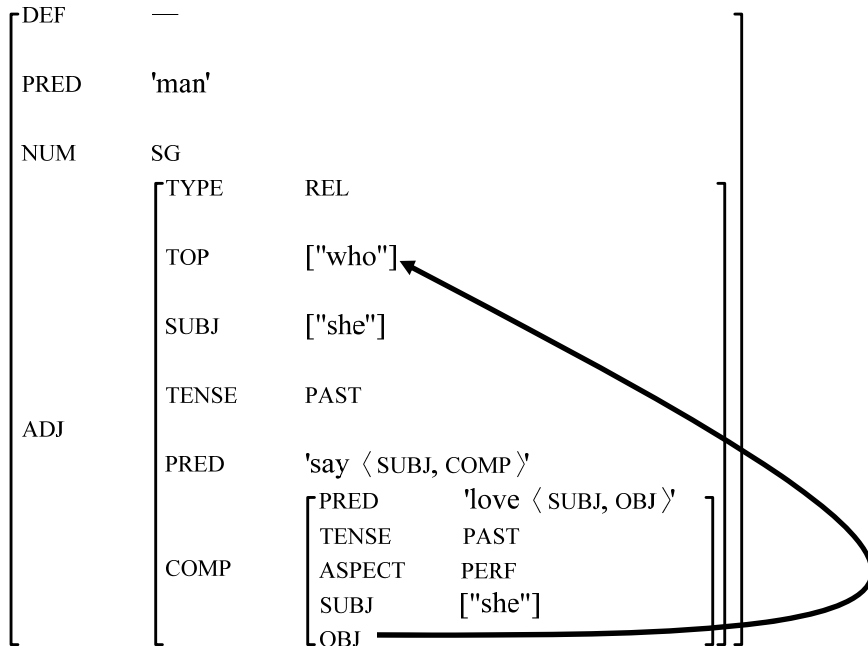 DEF —
PRED 'man'
NUM SG
TYPE REL
TOP ["who"]
SUBJ ["she"]
TENSE PAST
ADJ
PRED 'say〈SUBJ, COMP〉'
PRED 'love〈SUBJ, OBJ〉'
TENSE PAST
COMP ASPECT PERF
SUBJ ["she"]
OBJ